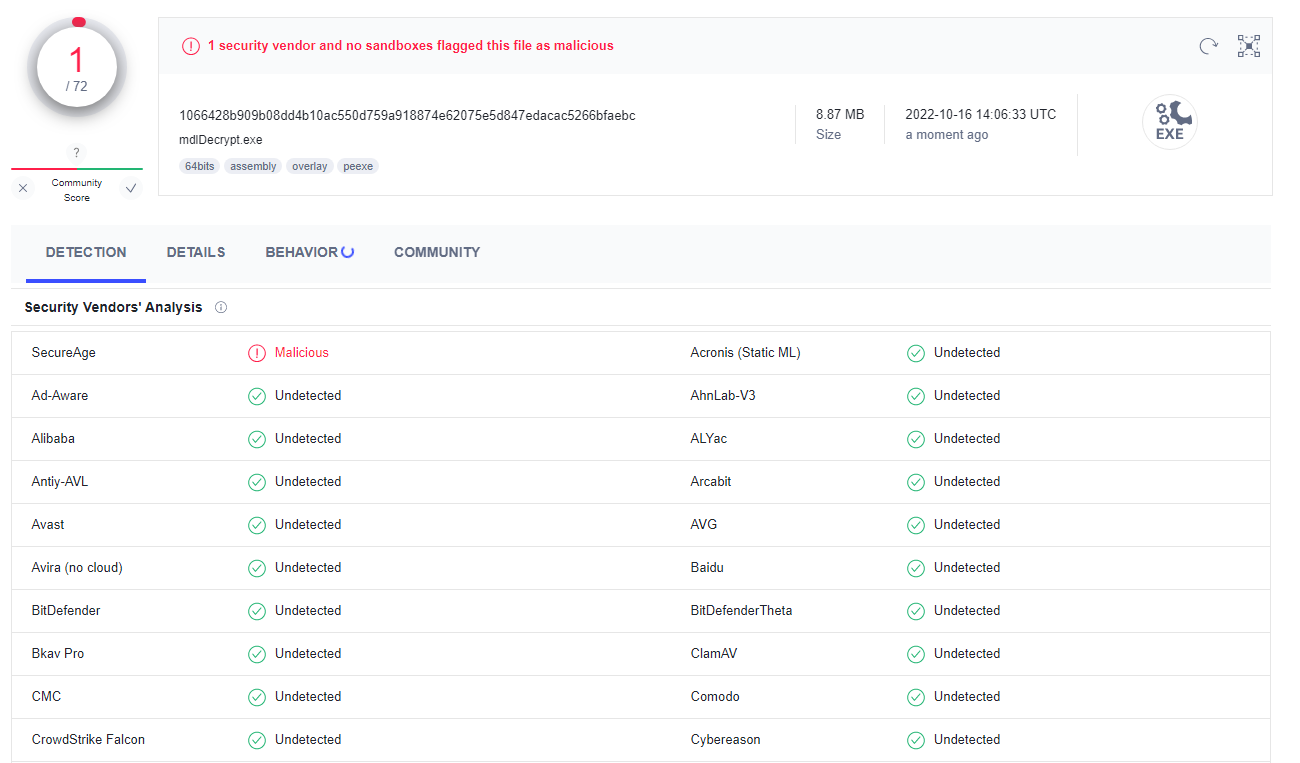 1
/ 72
?
Community
Score
1 security vendor and no sandboxes flagged this file as malicious
1066428b909b08dd4b10ac550d759a918874e62075e5d847edacac5266bfaebc
mdlDecrypt.exe
64bits assembly overlay peexe
8.87 MB
Size
2022-10-16 14:06:33 UTC
a moment ago
EXE
DETECTION DETAILS BEHAVIOR COMMUNITY
Security Vendors' Analysis
SecureAge Malicious Acronis (Static ML) Undetected
Ad-Aware Undetected AhnLab-V3 Undetected
Alibaba Undetected ALYac Undetected
Antiy-AVL Undetected Arcabit Undetected
Avast Undetected AVG Undetected
Avira (no cloud) Undetected Baidu Undetected
BitDefender Undetected BitDefenderTheta Undetected
Bkav Pro Undetected ClamAV Undetected
CMC Undetected Comodo Undetected
CrowdStrike Falcon Undetected Cybereason Undetected